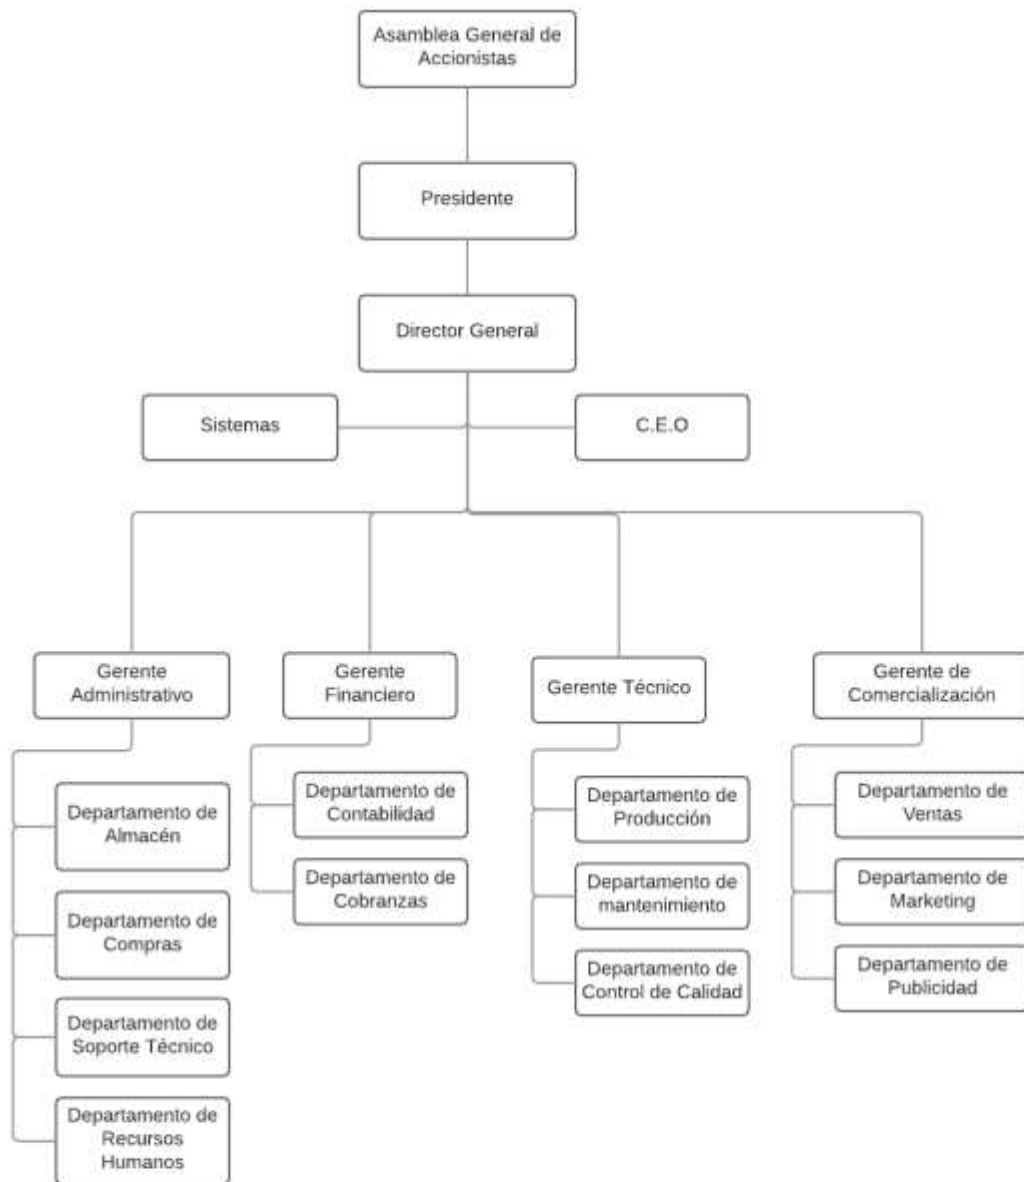 Asamblea General de
Accionistas
Presidente
Director General
Sistemas
C.E.O
Gerente
Administrativo
Gerente
Financiero
Gerente Técnico
Gerente de
Comercialización
Departamento de
Almacén
Departamento de
Compras
Departamento de
Soporte Técnico
Departamento de
Recursos
Humanos
Departamento de
Contabilidad
Departamento de
Cobranzas
Departamento de
Producción
Departamento de
mantenimiento
Departamento de
Control de Calidad
Departamento de
Ventas
Departamento de
Marketing
Departamento de
Publicidad